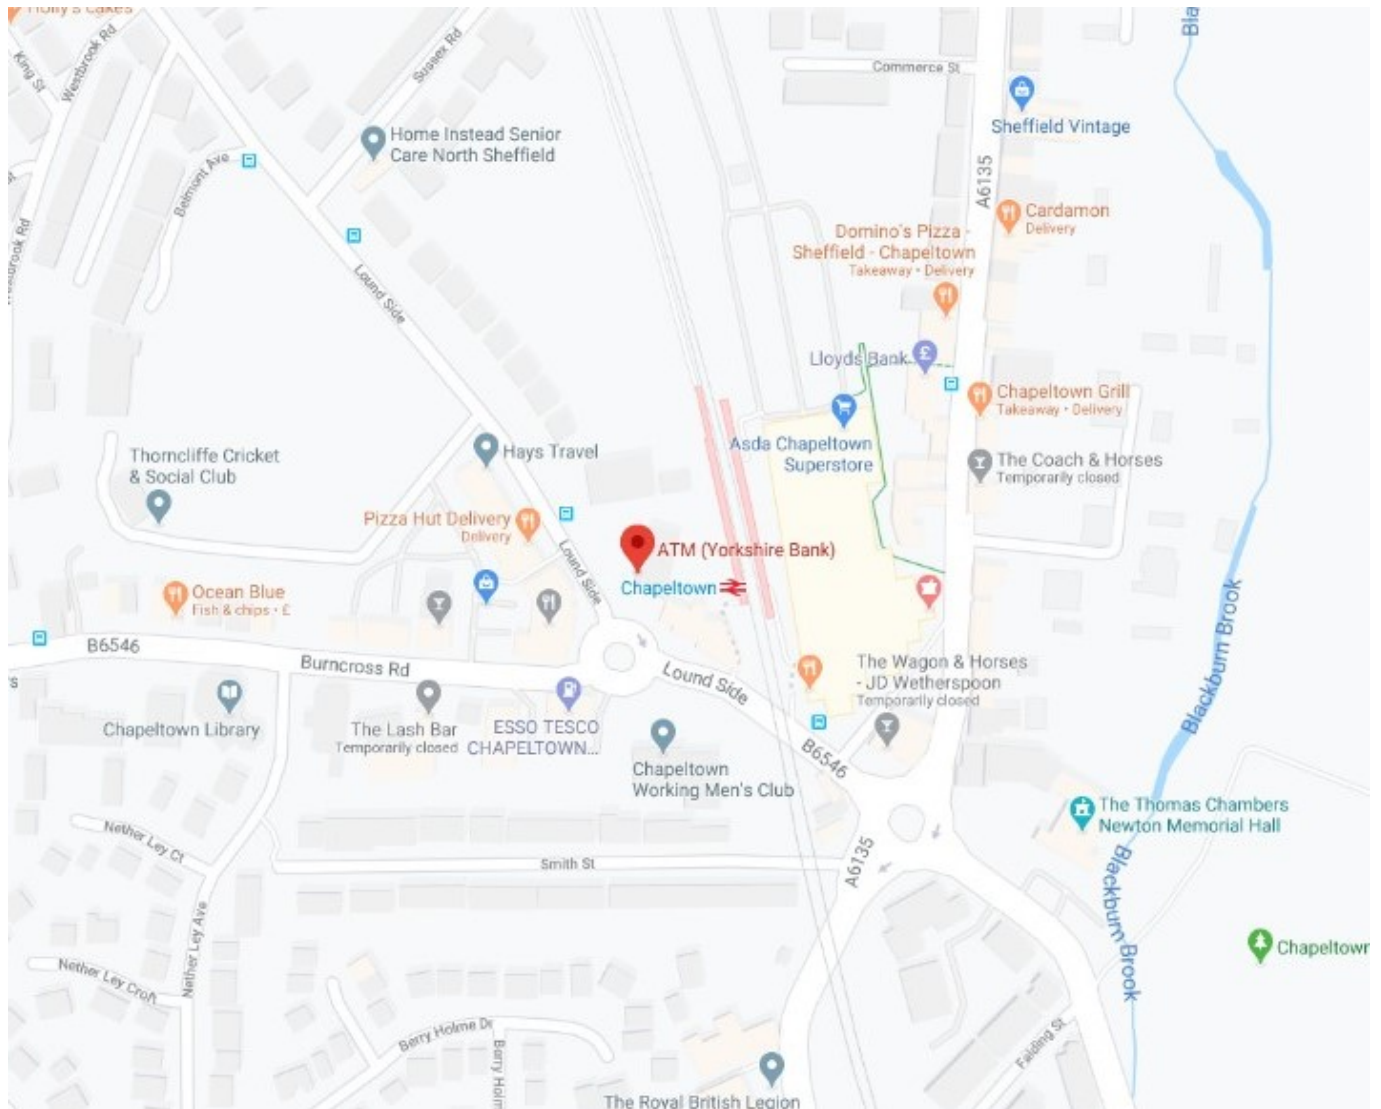 Holly's Cakes
Westbrook Rd
King St
Sussex Rd
Commerce St
Sheffield Vintage
Home Instead Senior
Care North Sheffield
Belmont Ave
A6135
Cardamon
Delivery
Domino's Pizza -
Sheffield - Chapeltown
Takeaway • Delivery
Lound Side
Lloyds Bank
Chapeltown Grill
Takeaway • Delivery
Asda Chapeltown
Superstore
The Coach & Horses
Temporarily closed
Hays Travel
Thorncliffe Cricket
& Social Club
Pizza Hut Delivery
Delivery
ATM (Yorkshire Bank)
Chapeltown
Lound Side
Ocean Blue
Fish & chips • £
B6546
Burncross Rd
Lound Side
The Wagon & Horses
- JD Wetherspoon
Temporarily closed
Blackburn Brook
Chapeltown Library
The Lash Bar
Temporarily closed
ESSO TESCO
CHAPELTOWN...
Chapeltown
Working Men's Club
B6546
The Thomas Chambers
Newton Memorial Hall
Nether Ley Ct
Smith St
A6135
Blackburn Brook
Nether Ley Ave
Chapeltown
Nether Ley Croft
Berry Holme Dr
Berry Holm
Falding St
The Royal British Legion